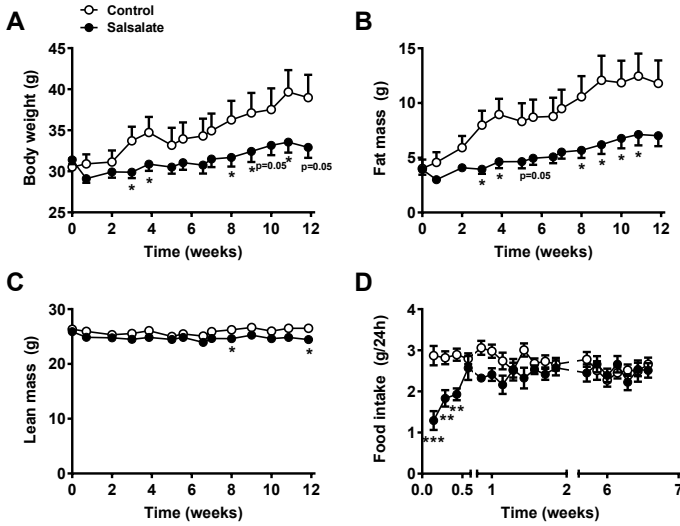 Control
Salsalate
A
45
40
35
30
25
Body weight (g)
* * * * p=0.05 * p=0.05
0 2 4 6 8 10 12
Time (weeks)
B
20
15
10
5
0
Fat mass (g)
* * p=0.05 * * * *
0 2 4 6 8 10 12
Time (weeks)
C
30
20
10
0
Lean mass (g)
* *
0 2 4 6 8 10 12
Time (weeks)
D
4
3
2
1
0
Food intake (g/24h)
*** ** **
0.0 0.5 1 2 6 7
Time (weeks)